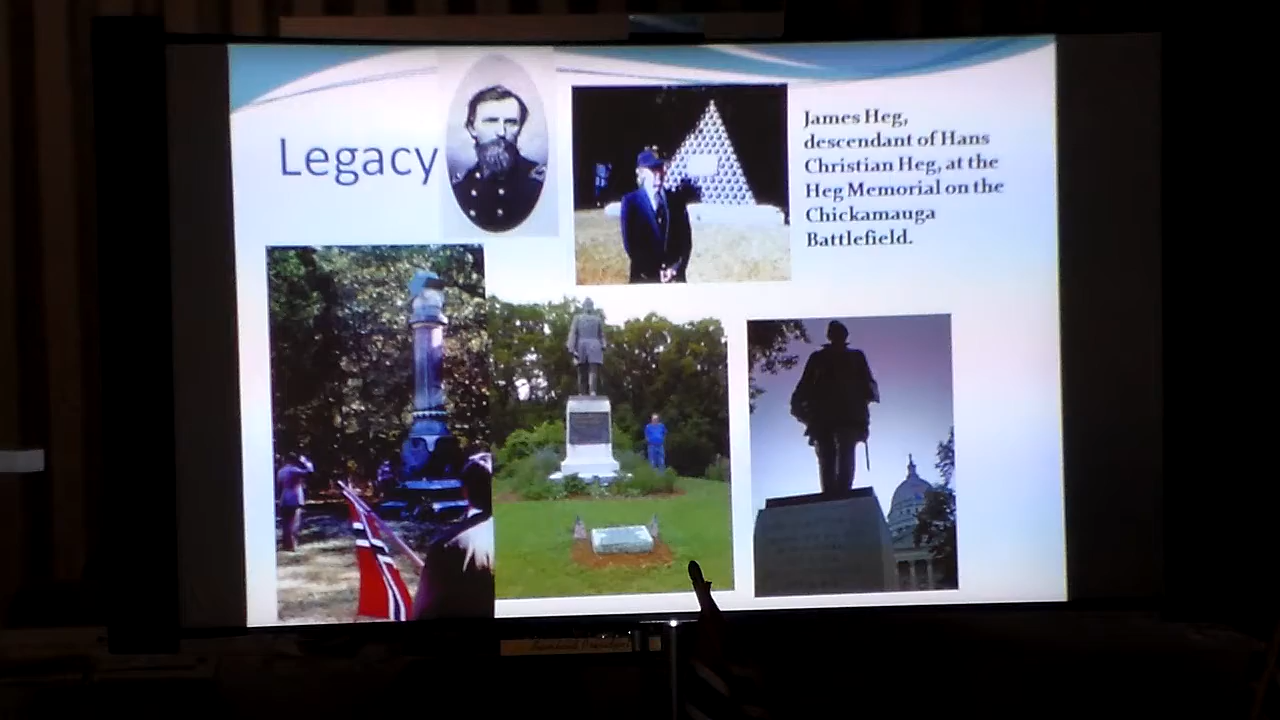 Legacy
James Heg,
descendant of Hans
Christian Heg, at the
Heg Memorial on the
Chickamauga
Battlefield.